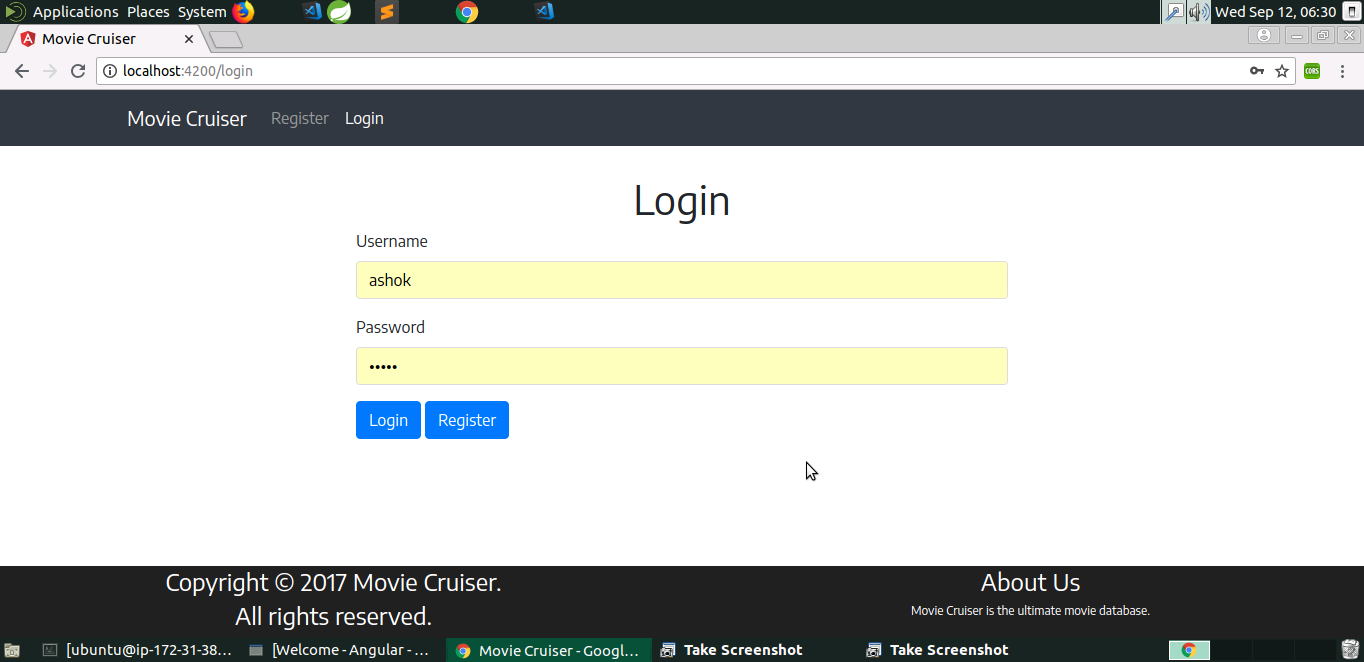 Applications Places System Wed Sep 12, 06:30
Movie Cruiser
localhost:4200/login CORS
Movie Cruiser Register Login
Login
Username
ashok
Password
•••••
Login Register
Copyright © 2017 Movie Cruiser.
All rights reserved.
About Us
Movie Cruiser is the ultimate movie database.
[ubuntu@ip-172-31-38... [Welcome - Angular - ... Movie Cruiser - Googl... Take Screenshot Take Screenshot